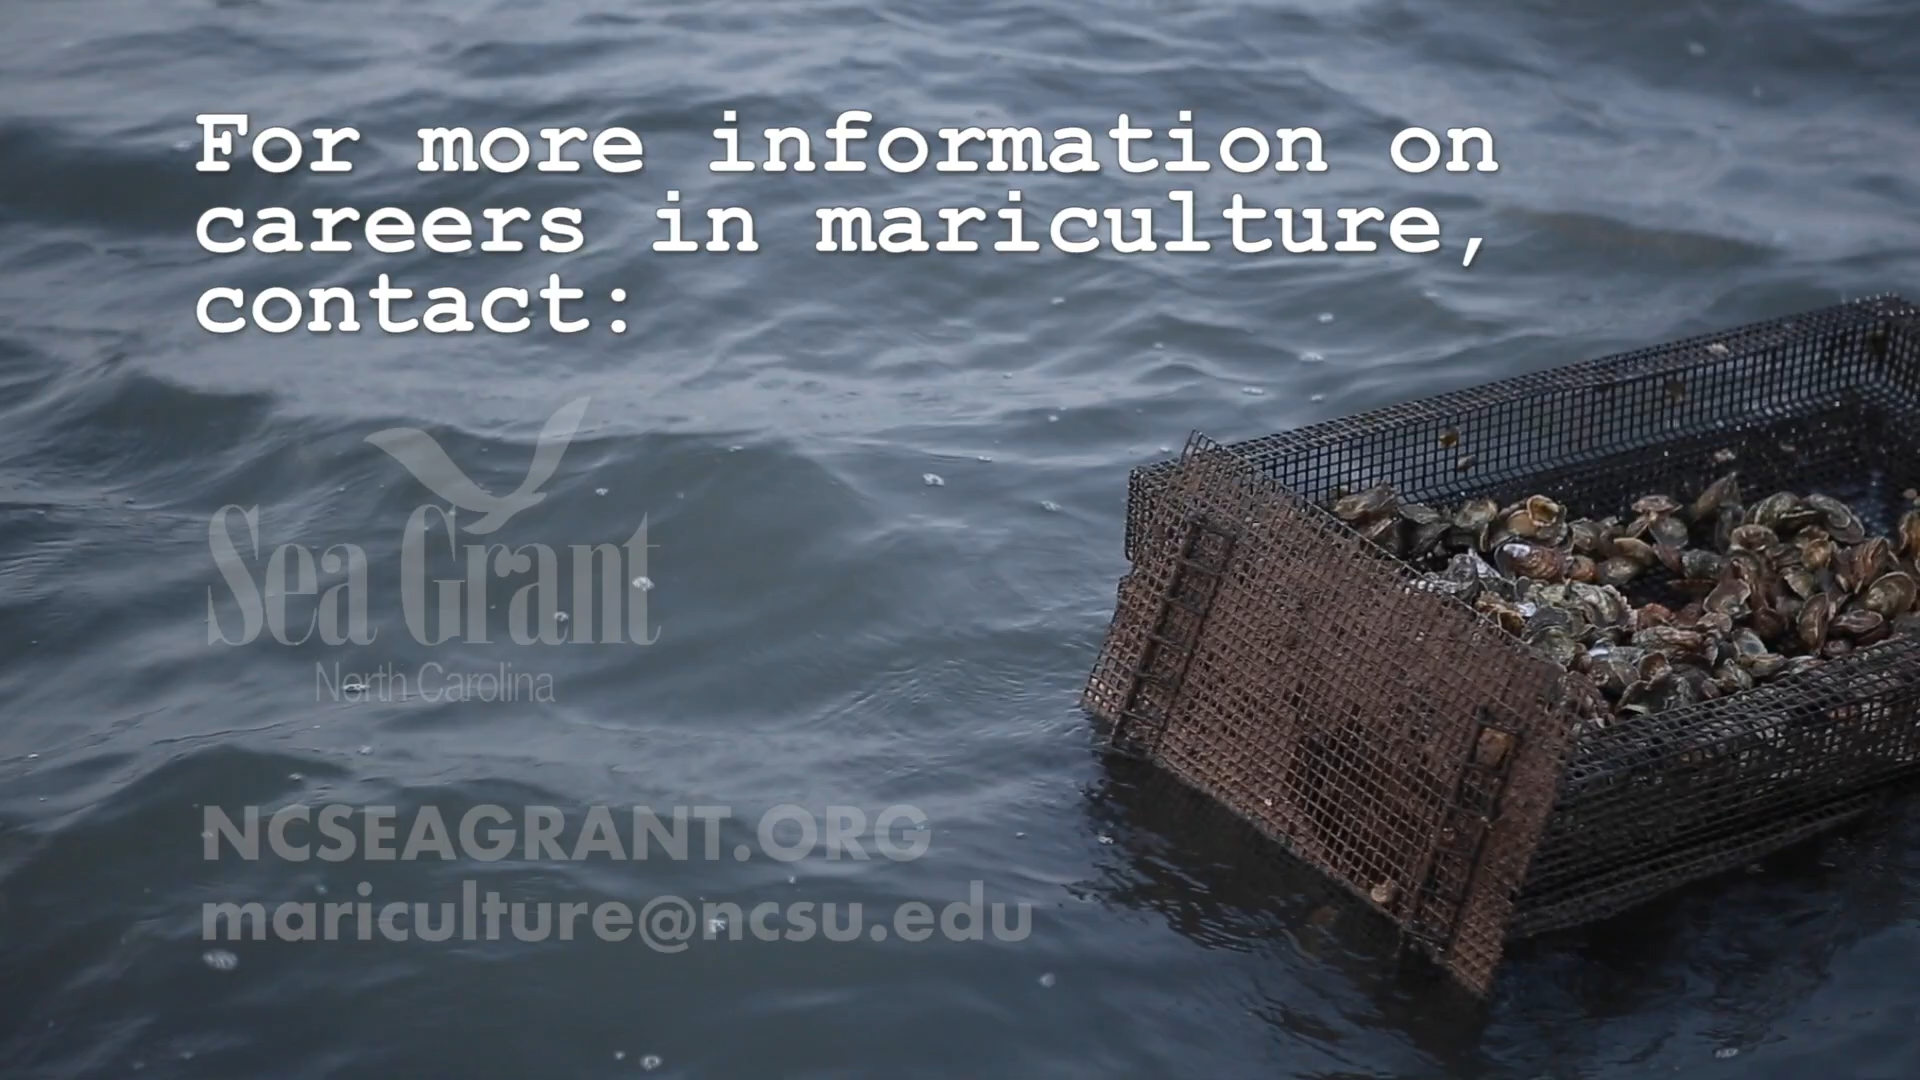 For more information on
careers in mariculture,
contact:
Sea Grant
North Carolina
NCSEAGRANT.ORG
mariculture@ncsu.edu